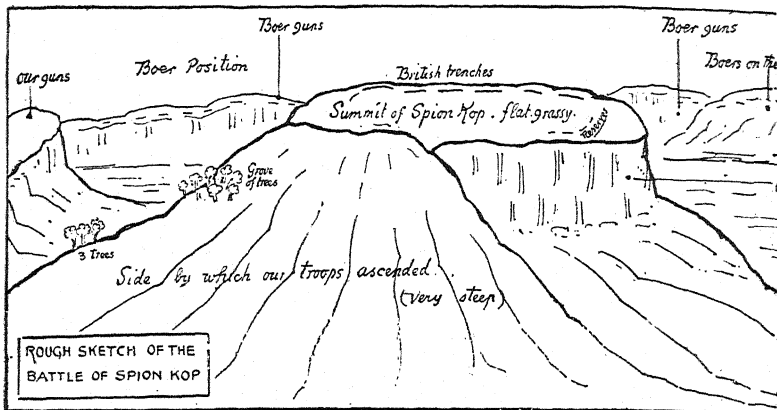 Boer guns
Boer guns
our guns
Boer Position
British trenches
Boers on the
Summit of Spion Kop. flat grassy.
Reserve
Grove
of trees
3 Trees
Side by which our troops ascended.
(very steep)
ROUGH SKETCH OF THE
BATTLE OF SPION KOP